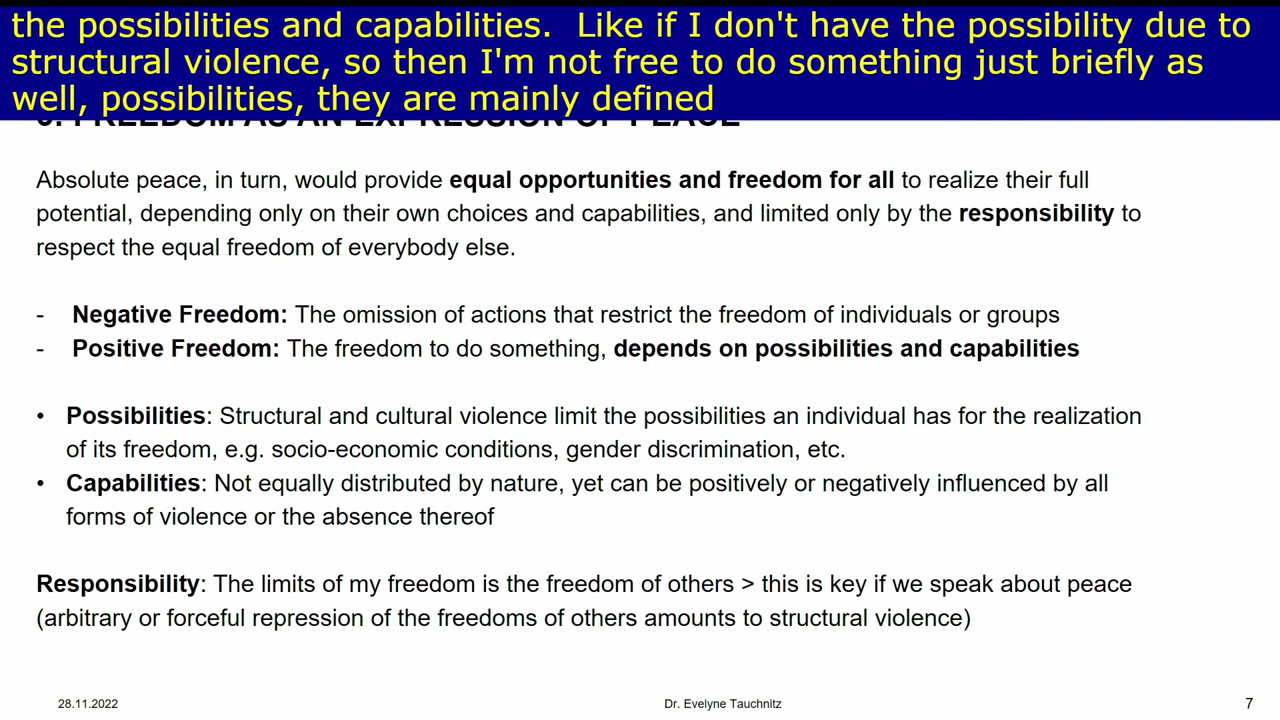 the possibilities and capabilities.  Like if I don't have the possibility due to
structural violence, so then I'm not free to do something just briefly as
well, possibilities, they are mainly defined
FREEDOM AS AN EXPRESSION OF PEACE
Absolute peace, in turn, would provide equal opportunities and freedom for all to realize their full
potential, depending only on their own choices and capabilities, and limited only by the responsibility to
respect the equal freedom of everybody else.
- Negative Freedom: The omission of actions that restrict the freedom of individuals or groups
- Positive Freedom: The freedom to do something, depends on possibilities and capabilities
• Possibilities: Structural and cultural violence limit the possibilities an individual has for the realization
of its freedom, e.g. socio-economic conditions, gender discrimination, etc.
• Capabilities: Not equally distributed by nature, yet can be positively or negatively influenced by all
forms of violence or the absence thereof
Responsibility: The limits of my freedom is the freedom of others > this is key if we speak about peace
(arbitrary or forceful repression of the freedoms of others amounts to structural violence)
28.11.2022
Dr. Evelyne Tauchnitz
7